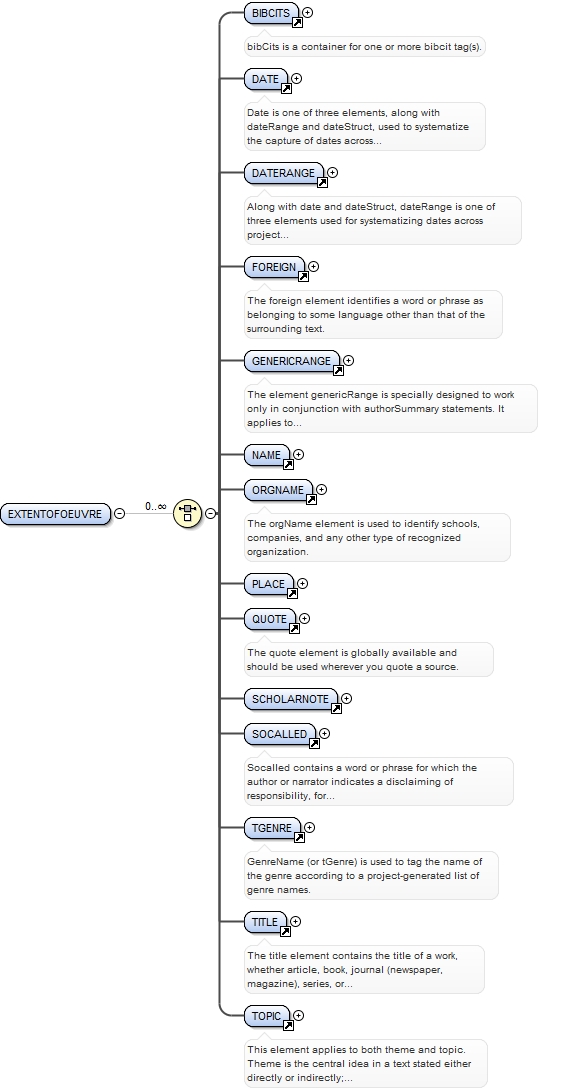 BIBCITS
bibCits is a container for one or more bibcit tag(s).
DATE
Date is one of three elements, along with
dateRange and dateStruct, used to systematize
the capture of dates across...
DATERANGE
Along with date and dateStruct, dateRange is one of
three elements used for systematizing dates across
project...
FOREIGN
The foreign element identifies a word or phrase as
belonging to some language other than that of the
surrounding text.
GENERICRANGE
The element genericRange is specially designed to work
only in conjunction with authorSummary statements. It
applies to...
NAME
ORGNAME
EXTENTOFOEUVRE
0..∞
The orgName element is used to identify schools,
companies, and any other type of recognized
organization.
PLACE
QUOTE
The quote element is globally available and
should be used wherever you quote a source.
SCHOLARNOTE
SOCALLED
Socalled contains a word or phrase for which the
author or narrator indicates a disclaiming of
responsibility, for...
TGENRE
GenreName (or tGenre) is used to tag the name of
the genre according to a project-generated list of
genre names.
TITLE
The title element contains the title of a work,
whether article, book, journal (newspaper,
magazine), series, or...
TOPIC
This element applies to both theme and topic.
Theme is the central idea in a text stated either
directly or indirectly;...